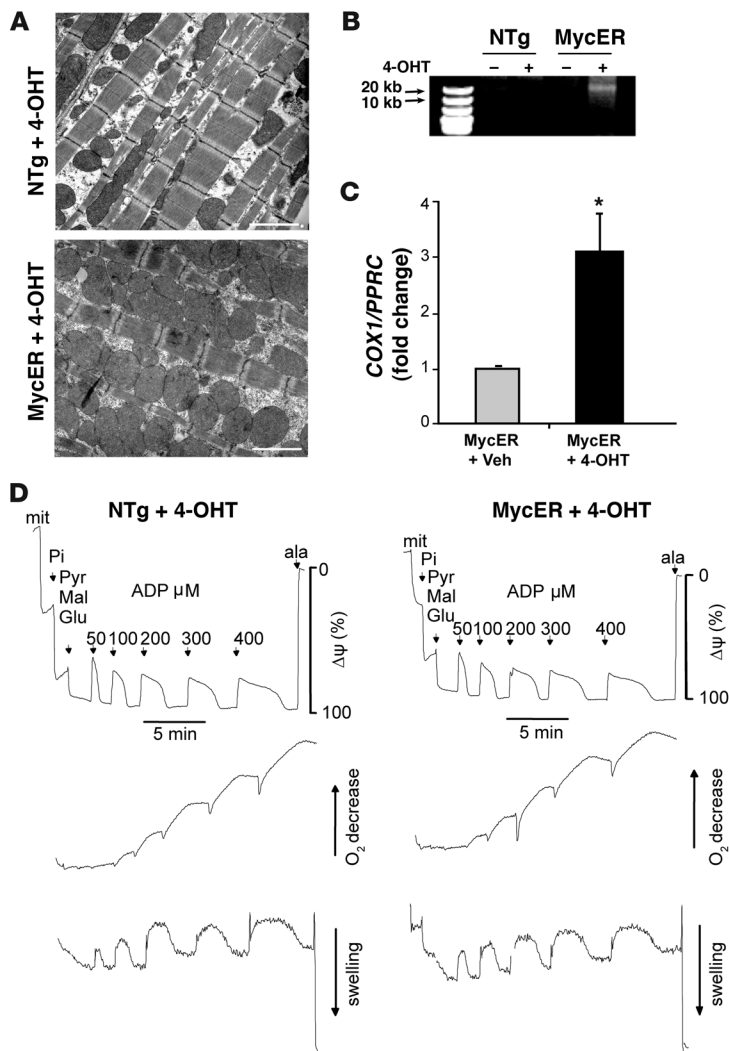 A
NTg + 4-OHT
MycER + 4-OHT
B
NTg MycER
4-OHT – + – +
20 kb
10 kb
C
COX1/PPRC
(fold change)
4
3
2
1
0
*
MycER
+ Veh
MycER
+ 4-OHT
D
NTg + 4-OHT
mit
Pi
Pyr
Mal
Glu
ADP µM
50 100 200 300 400
ala
0
100
Δψ (%)
5 min
O2 decrease
swelling
MycER + 4-OHT
mit
Pi
Pyr
Mal
Glu
ADP µM
50 100 200 300 400
ala
0
100
Δψ (%)
5 min
O2 decrease
swelling